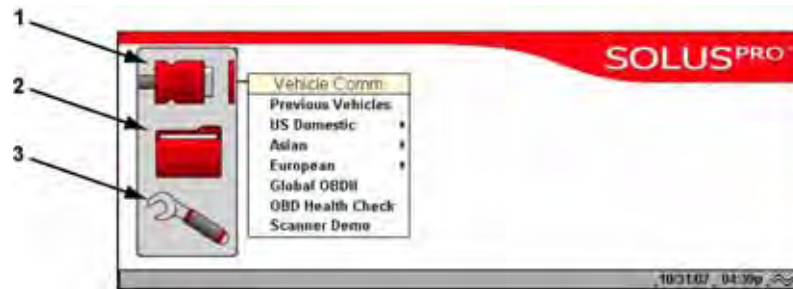 1
2
3
SOLUSPRO
Vehicle Comm
Previous Vehicles
US Domestic
Asian
European
Global OBDII
OBD Health Check
Scanner Demo
10/31/07 04:39p